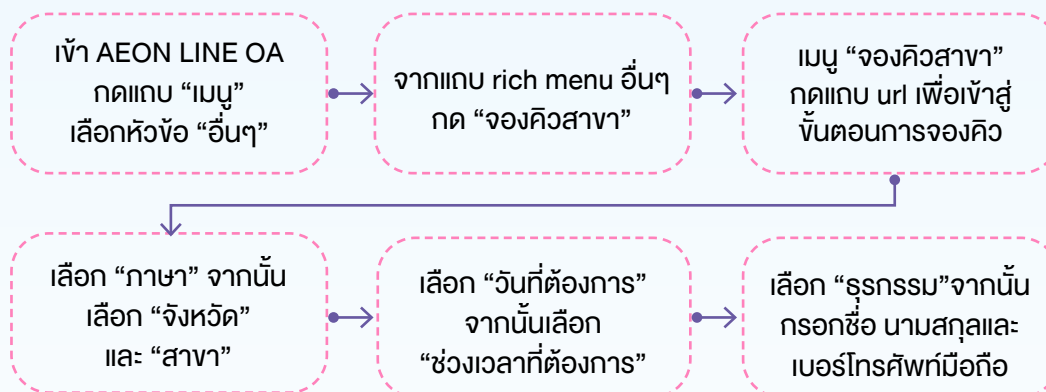 เข้า AEON LINE OA
กดแถบ “เมนู”
เลือกหัวข้อ “อื่นๆ”
จากแถบ rich menu อื่นๆ
กด “จองคิวสาขา”
เมนู “จองคิวสาขา”
กดแถบ url เพื่อเข้าสู่
ขั้นตอนการจองคิว
เลือก “ภาษา” จากนั้น
เลือก “จังหวัด”
และ “สาขา”
เลือก “วันที่ต้องการ”
จากนั้นเลือก
“ช่วงเวลาที่ต้องการ”
เลือก “ธุรกรรม”จากนั้น
กรอกชื่อ นามสกุลและ
เบอร์โทรศัพท์มือถือ